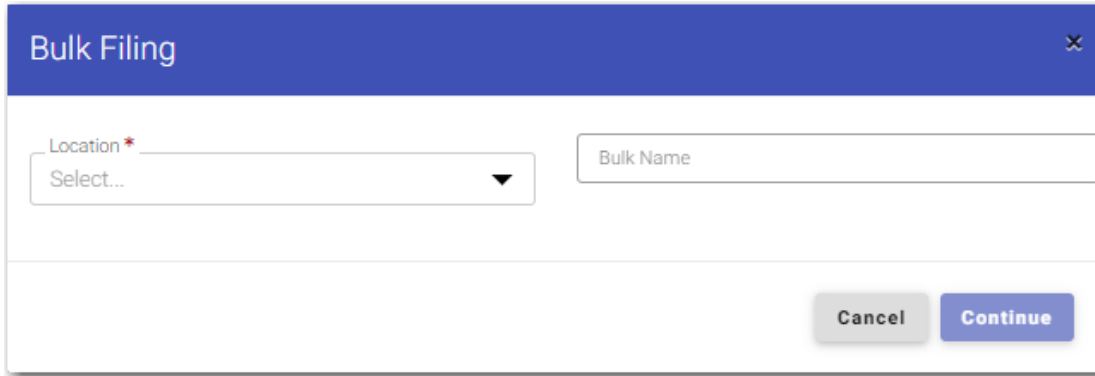 Bulk Filing
Location *
Select...
Bulk Name
Cancel
Continue